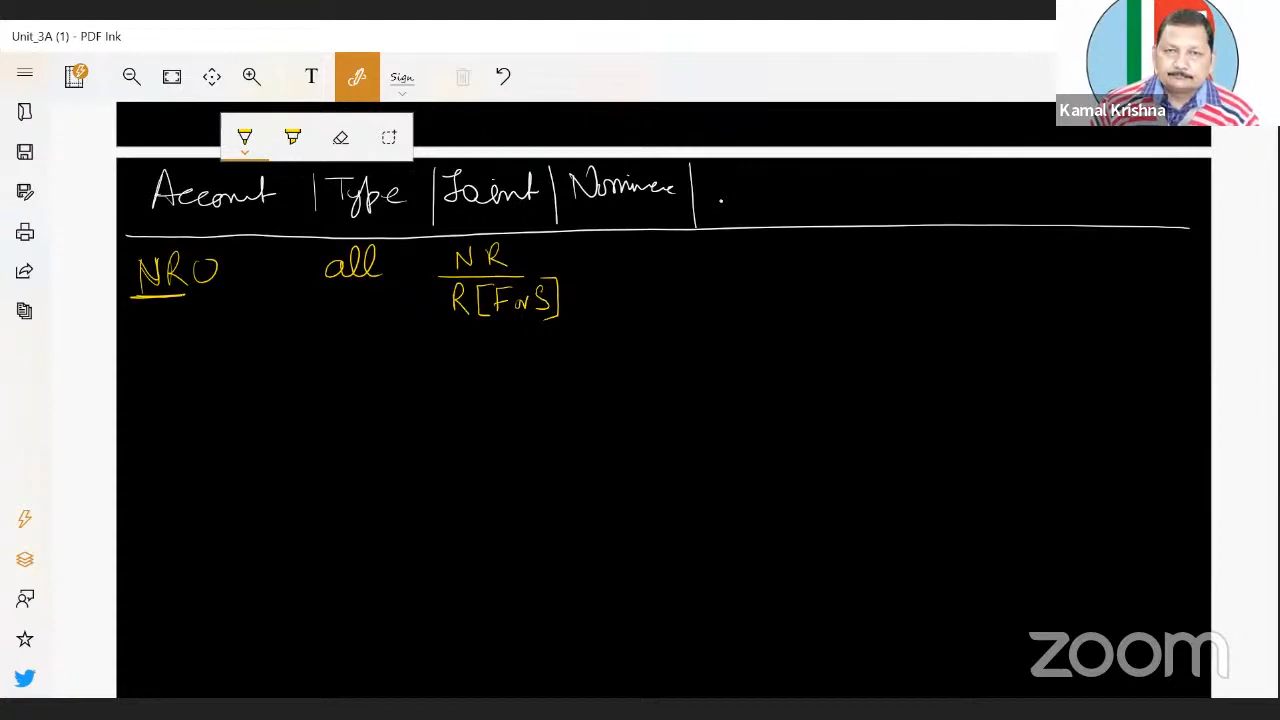 Unit_3A (1) - PDF Ink
T
Sign
Kamal Krishna
Account | Type | Joint | Nominee | .
NRO all NR
R [F or S]
zoom